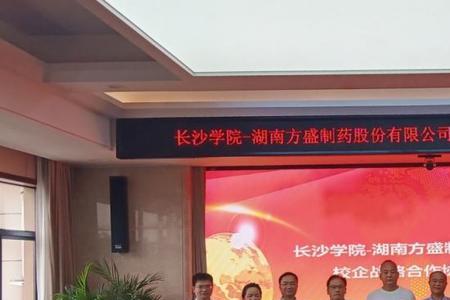 长沙学院-湖南方盛制药股份有限公司
长沙学院-湖南方盛制
校企战略合作